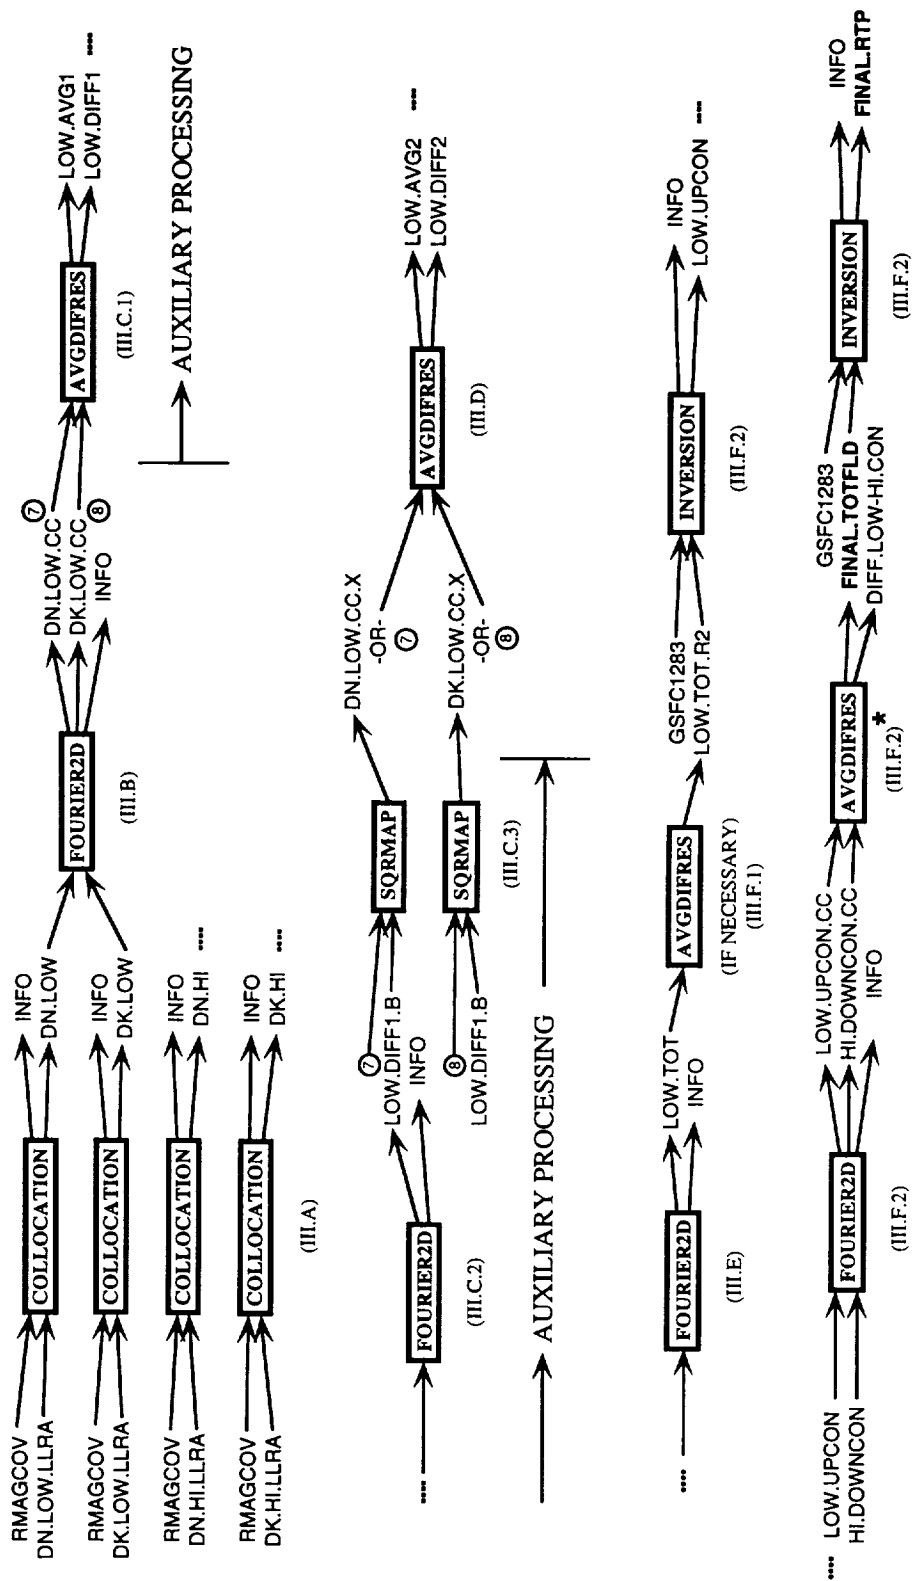 RMAGCOV
DN.LOW.LLRA
COLLOCATION
INFO
DN.LOW
RMAGCOV
DK.LOW.LLRA
COLLOCATION
INFO
DK.LOW
RMAGCOV
DN.HI.LLRA
COLLOCATION
INFO
DN.HI ....
RMAGCOV
DK.HI.LLRA
COLLOCATION
INFO
DK.HI ....
(III.A)
FOURIER2D
(III.B)
DN.LOW.CC 7
DK.LOW.CC 8
INFO
AVGDIFRES
(III.C.1)
LOW.AVG1
LOW.DIFF1 ....
AUXILIARY PROCESSING
....
FOURIER2D
(III.C.2)
7
LOW.DIFF1.B
INFO
8
LOW.DIFF1.B
SQRMAP
SQRMAP
(III.C.3)
DN.LOW.CC.X
-OR-
7
DK.LOW.CC.X
-OR-
8
AVGDIFRES
(III.D)
LOW.AVG2
LOW.DIFF2
....
AUXILIARY PROCESSING
....
FOURIER2D
(III.E)
LOW.TOT
INFO
AVGDIFRES
(IF NECESSARY)
(III.F.1)
GSFC1283
LOW.TOT.R2
INVERSION
(III.F.2)
INFO
LOW.UPCON ....
.... LOW.UPCON
HI.DOWNCON
FOURIER2D
(III.F.2)
LOW.UPCON.CC
HI.DOWNCON.CC
INFO
AVGDIFRES
(III.F.2) *
GSFC1283
FINAL.TOTFLD
DIFF.LOW-HI.CON
INVERSION
(III.F.2)
INFO
FINAL.RTP